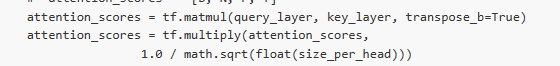 attention_scores = tf.matmul(query_layer, key_layer, transpose_b=True)
attention_scores = tf.multiply(attention_scores,
1.0 / math.sqrt(float(size_per_head)))